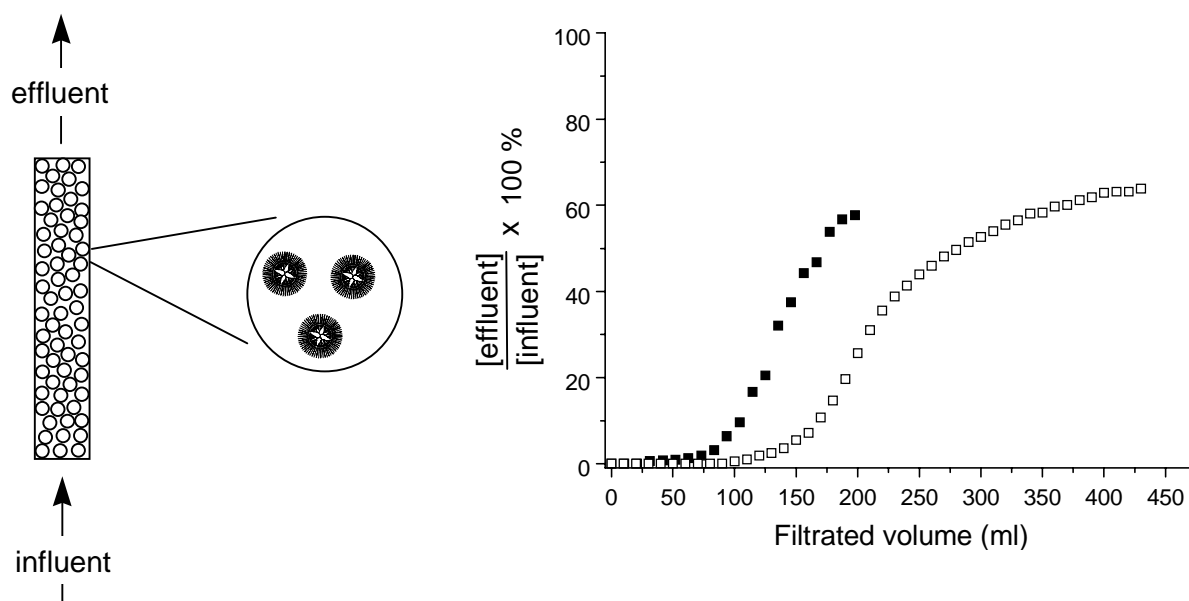 effluent
influent
[effluent]
[influent]
x 100 %
100
80
60
40
20
0
0 50 100 150 200 250 300 350 400 450
Filtrated volume (ml)